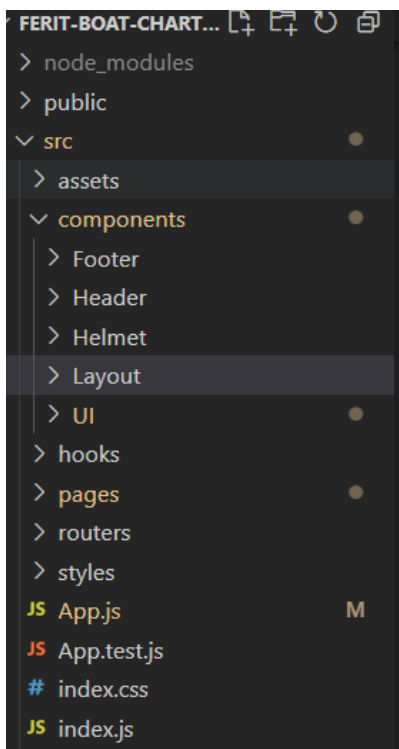 FERIT-BOAT-CHART...
node_modules
public
src
assets
components
Footer
Header
Helmet
Layout
UI
hooks
pages
routers
styles
JS App.js M
JS App.test.js
# index.css
JS index.js